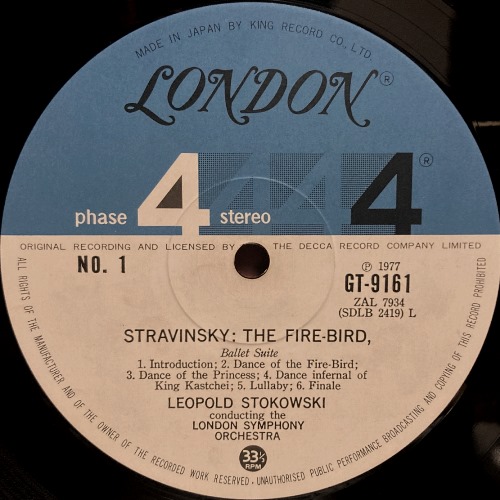 MADE IN JAPAN BY KING RECORD CO., LTD.
LONDON®
phase 4 stereo 4®
ORIGINAL RECORDING AND LICENSED BY THE DECCA RECORD COMPANY LIMITED
NO. 1
℗ 1977
GT-9161
ZAL 7934
(SDLB 2419) L
STRAVINSKY: THE FIRE-BIRD,
Ballet Suite
1. Introduction; 2. Dance of the Fire-Bird;
3. Dance of the Princess; 4. Dance infernal of
King Kastchei; 5. Lullaby; 6. Finale
LEOPOLD STOKOWSKI
conducting the
LONDON SYMPHONY
ORCHESTRA
33⅓
RPM
ALL RIGHTS OF THE MANUFACTURER AND OF THE OWNER OF THE RECORDED WORK RESERVED. UNAUTHORISED PUBLIC PERFORMANCE BROADCASTING AND COPYING OF THIS RECORD PROHIBITED